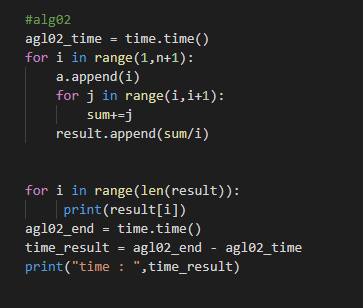 #alg02
agl02_time = time.time()
for i in range(1,n+1):
    a.append(i)
    for j in range(i,i+1):
        sum+=j
    result.append(sum/i)
for i in range(len(result)):
     print(result[i])
agl02_end = time.time()
time_result = agl02_end - agl02_time
print("time : ",time_result)